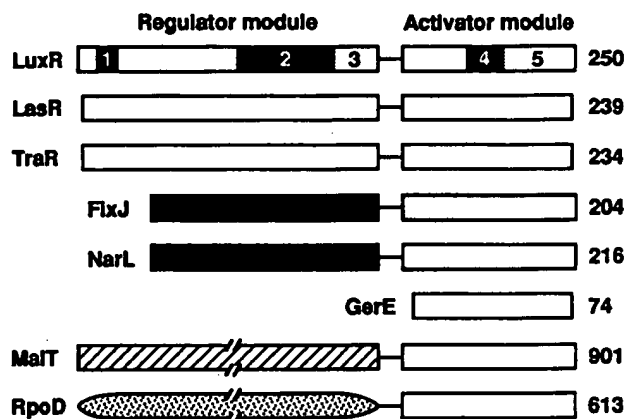 Regulator module Activator module
LuxR 1 2 3 4 5 250
LasR 239
TraR 234
FixJ 204
NarL 216
GerE 74
MalT 901
RpoD 613